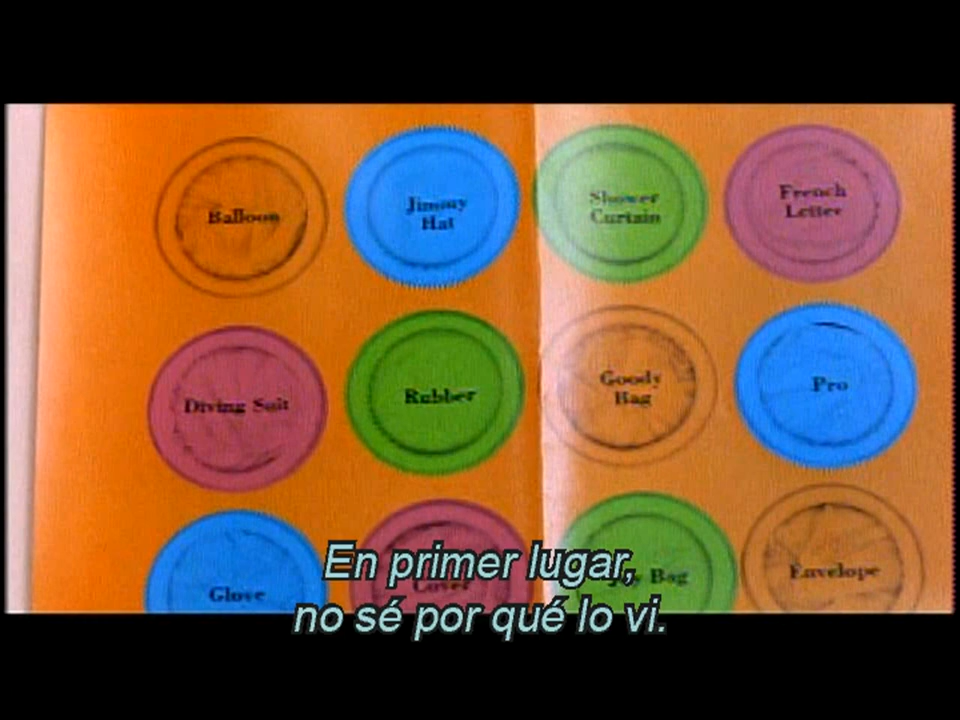 Balloon
Jimmy
Hat
Shower
Curtain
French
Letter
Diving Suit
Rubber
Goody
Bag
Pro
Glove
Cover
Bag
Envelope
En primer lugar,
no sé por qué lo vi.